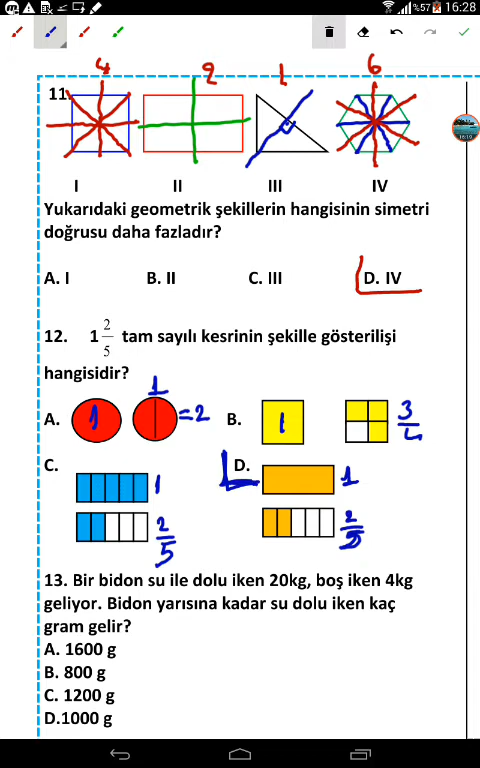 %57 16:28
4 2 1 6
11
I II III IV
Yukarıdaki geometrik şekillerin hangisinin simetri
doğrusu daha fazladır?
A. I B. II C. III D. IV
12. 1 2/5 tam sayılı kesrinin şekille gösterilişi
hangisidir?
A. 1 1 =2 B. 1 3/4
C. 1 D. 1
2/5 2/5
13. Bir bidon su ile dolu iken 20kg, boş iken 4kg
geliyor. Bidon yarısına kadar su dolu iken kaç
gram gelir?
A. 1600 g
B. 800 g
C. 1200 g
D.1000 g